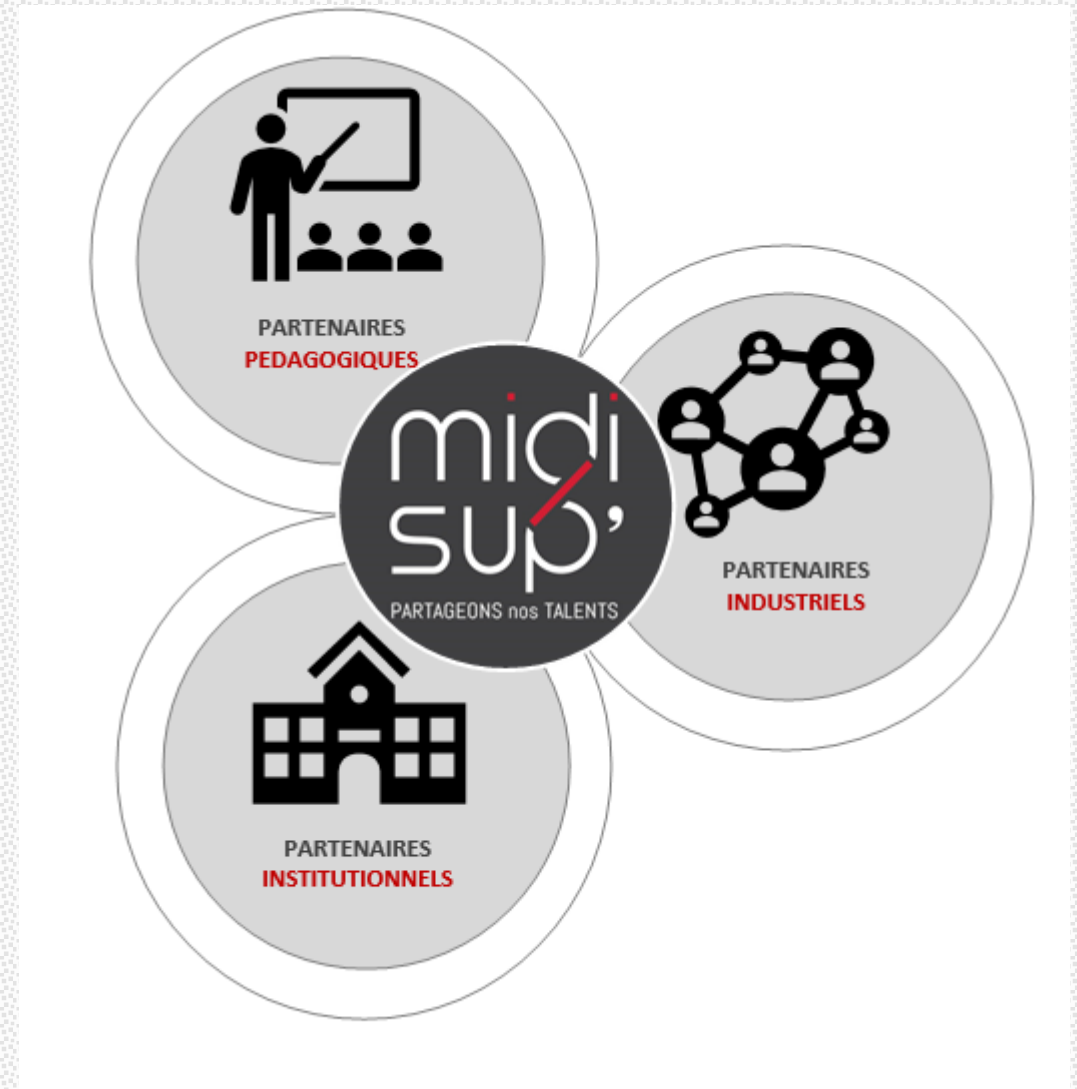 PARTENAIRES
PEDAGOGIQUES
midi
sup'
PARTAGEONS nos TALENTS
PARTENAIRES
INDUSTRIELS
PARTENAIRES
INSTITUTIONNELS